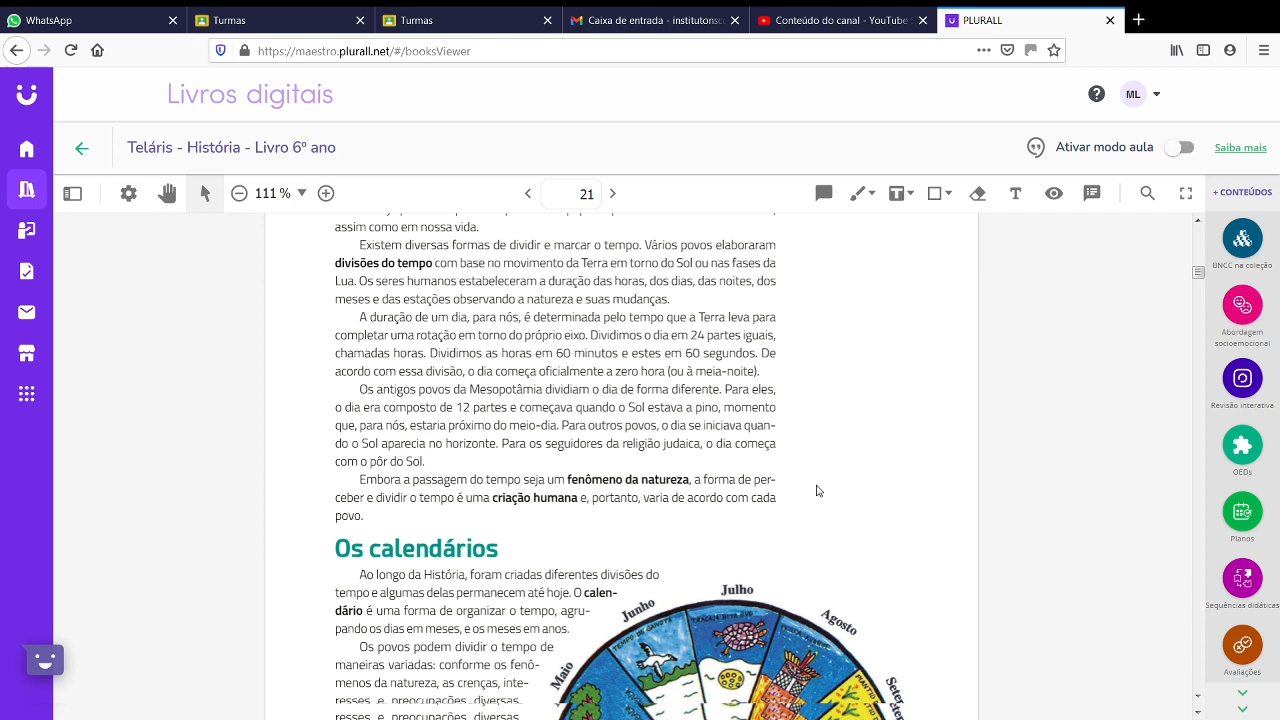 WhatsApp
Turmas
Turmas
Caixa de entrada - institutonsc
Conteúdo do canal - YouTube S
PLURALL
https://maestro.plurall.net/#/booksViewer
Livros digitais
ML
Teláris - História - Livro 6º ano
Ativar modo aula
Saiba mais
111 %
21
+ CONTEÚDOS
assim como em nossa vida.
Existem diversas formas de dividir e marcar o tempo. Vários povos elaboraram
divisões do tempo com base no movimento da Terra em torno do Sol ou nas fases da
Lua. Os seres humanos estabeleceram a duração das horas, dos dias, das noites, dos
meses e das estações observando a natureza e suas mudanças.
A duração de um dia, para nós, é determinada pelo tempo que a Terra leva para
completar uma rotação em torno do próprio eixo. Dividimos o dia em 24 partes iguais,
chamadas horas. Dividimos as horas em 60 minutos e estes em 60 segundos. De
acordo com essa divisão, o dia começa oficialmente a zero hora (ou à meia-noite).
Os antigos povos da Mesopotâmia dividiam o dia de forma diferente. Para eles,
o dia era composto de 12 partes e começava quando o Sol estava a pino, momento
que, para nós, estaria próximo do meio-dia. Para outros povos, o dia se iniciava quan-
do o Sol aparecia no horizonte. Para os seguidores da religião judaica, o dia começa
com o pôr do Sol.
Embora a passagem do tempo seja um fenômeno da natureza, a forma de per-
ceber e dividir o tempo é uma criação humana e, portanto, varia de acordo com cada
povo.
Os calendários
Ao longo da História, foram criadas diferentes divisões do
tempo e algumas delas permanecem até hoje. O calen-
dário é uma forma de organizar o tempo, agru-
pando os dias em meses, e os meses em anos.
Os povos podem dividir o tempo de
maneiras variadas: conforme os fenô-
menos da natureza, as crenças, inte-
resses e preocupações diversas
resses e preocupações diversas
Maio
Junho
Julho
Agosto
TEMPO DE
BNCC na coleção
Abordagem
socioemocional
Revisão interativa
OEDs
Planos
Sequências didáticas
Avaliações